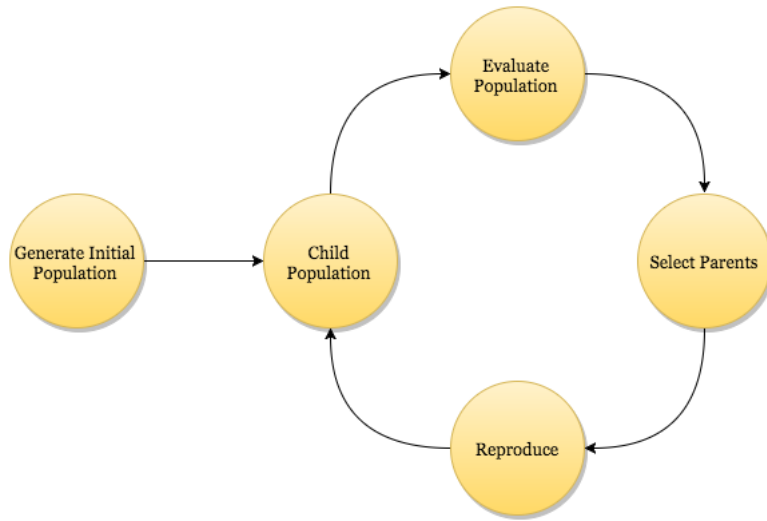 Evaluate
Population
Generate Initial
Population
Child
Population
Select Parents
Reproduce